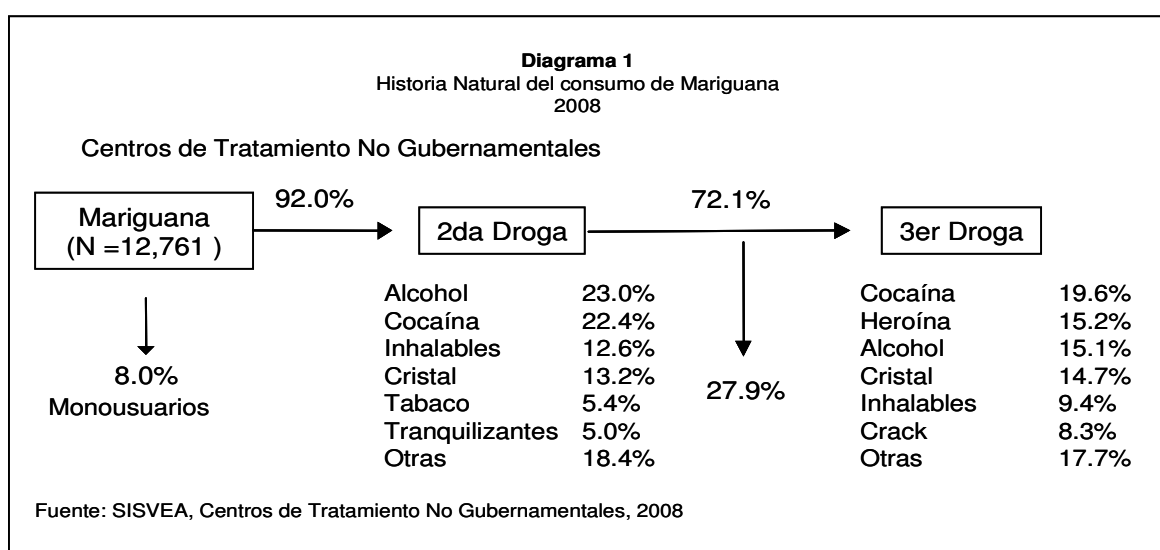 Diagrama 1
Historia Natural del consumo de Mariguana
2008
Centros de Tratamiento No Gubernamentales
92.0%
72.1%
Mariguana
(N =12,761 )
2da Droga
3er Droga
8.0%
Monousuarios
Alcohol 23.0%
Cocaína 22.4%
Inhalables 12.6%
Cristal 13.2%
Tabaco 5.4%
Tranquilizantes 5.0%
Otras 18.4%
27.9%
Cocaína 19.6%
Heroína 15.2%
Alcohol 15.1%
Cristal 14.7%
Inhalables 9.4%
Crack 8.3%
Otras 17.7%
Fuente: SISVEA, Centros de Tratamiento No Gubernamentales, 2008